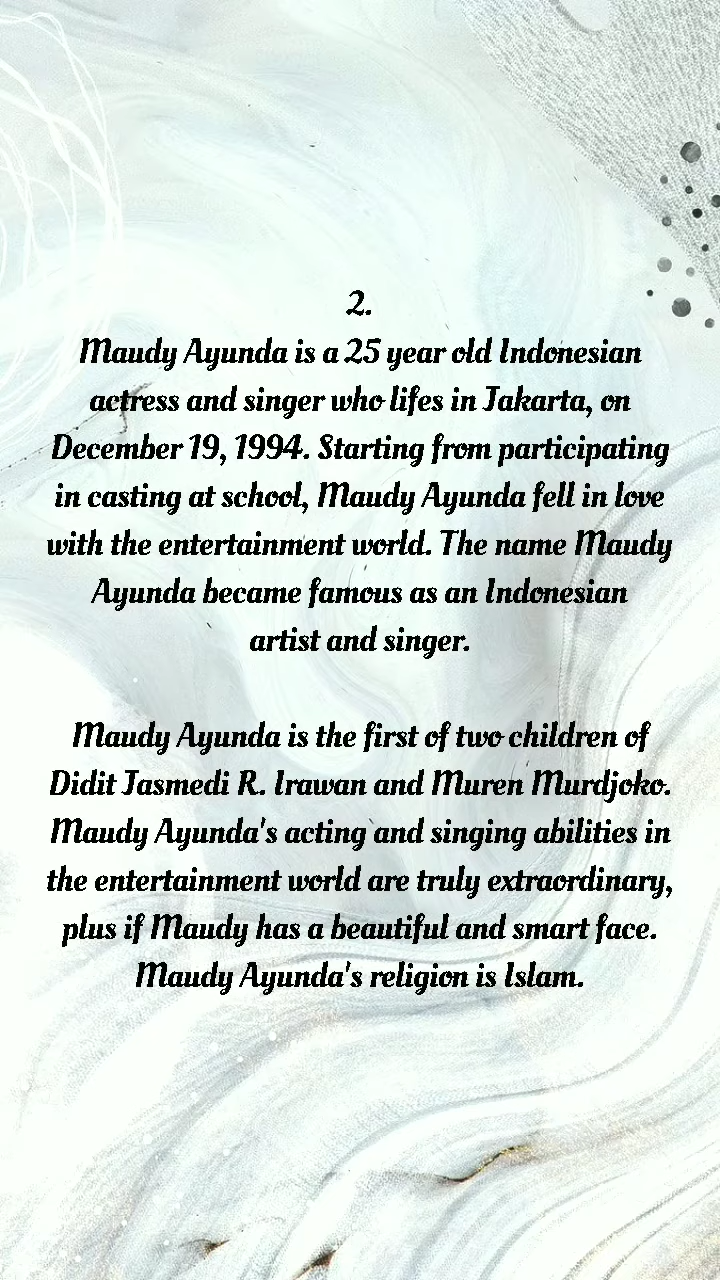 2.
Maudy Ayunda is a 25 year old Indonesian
actress and singer who lifes in Jakarta, on
December 19, 1994. Starting from participating
in casting at school, Maudy Ayunda fell in love
with the entertainment world. The name Maudy
Ayunda became famous as an Indonesian
artist and singer.
Maudy Ayunda is the first of two children of
Didit Jasmedi R. Irawan and Muren Murdjoko.
Maudy Ayunda's acting and singing abilities in
the entertainment world are truly extraordinary,
plus if Maudy has a beautiful and smart face.
Maudy Ayunda's religion is Islam.